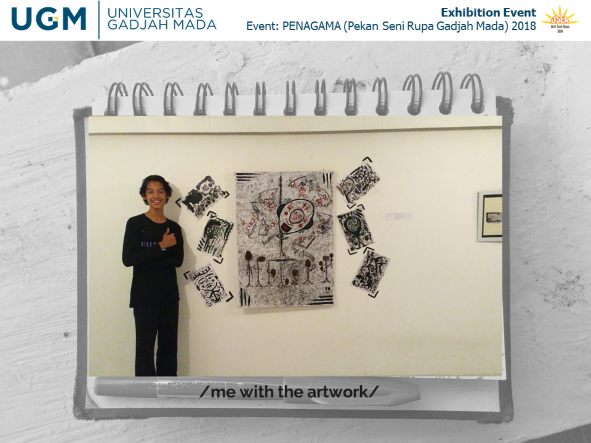 UGM
UNIVERSITAS
GADJAH MADA
Exhibition Event
Event: PENAGAMA (Pekan Seni Rupa Gadjah Mada) 2018
/me with the artwork/